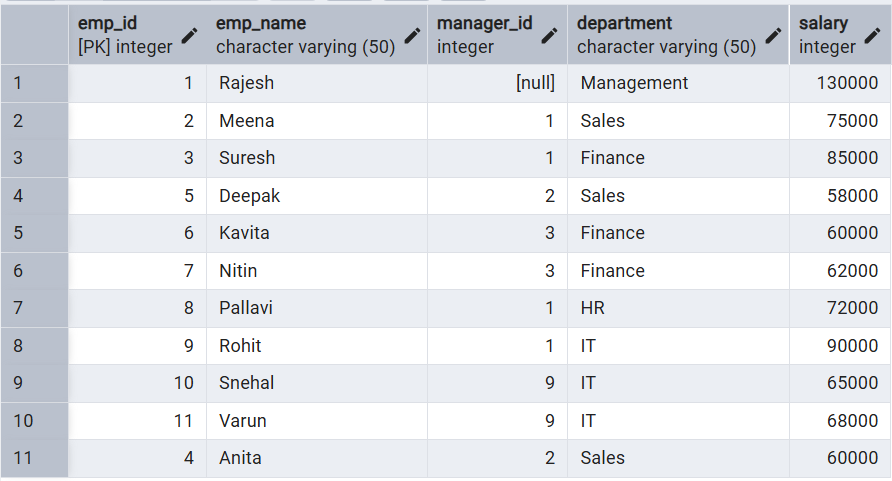 emp_id emp_name manager_id department salary
[PK] integer character varying (50) integer character varying (50) integer
1 1 Rajesh [null] Management 130000
2 2 Meena 1 Sales 75000
3 3 Suresh 1 Finance 85000
4 5 Deepak 2 Sales 58000
5 6 Kavita 3 Finance 60000
6 7 Nitin 3 Finance 62000
7 8 Pallavi 1 HR 72000
8 9 Rohit 1 IT 90000
9 10 Snehal 9 IT 65000
10 11 Varun 9 IT 68000
11 4 Anita 2 Sales 60000